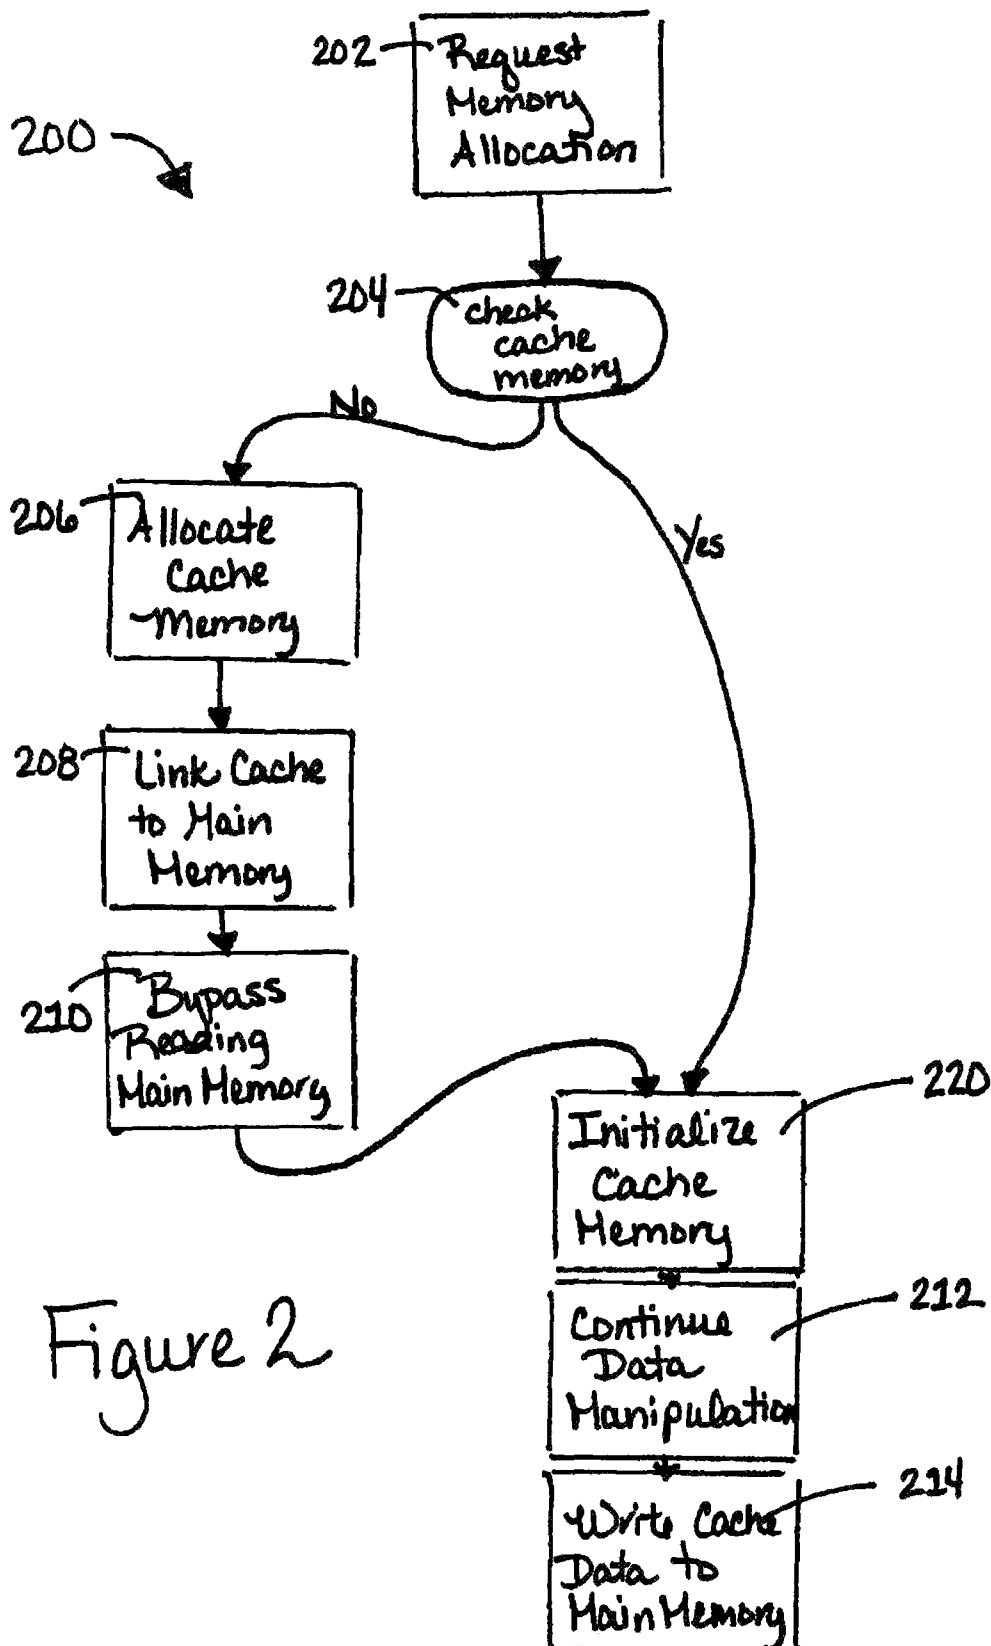 202
Request
Memory
Allocation
200
204
check
cache
memory
No
Yes
206
Allocate
Cache
Memory
208
Link Cache
to Main
Memory
210
Bypass
Reading
Main Memory
220
Initialize
Cache
Memory
212
Continue
Data
Manipulation
214
Write Cache
Data to
Main Memory
Figure 2